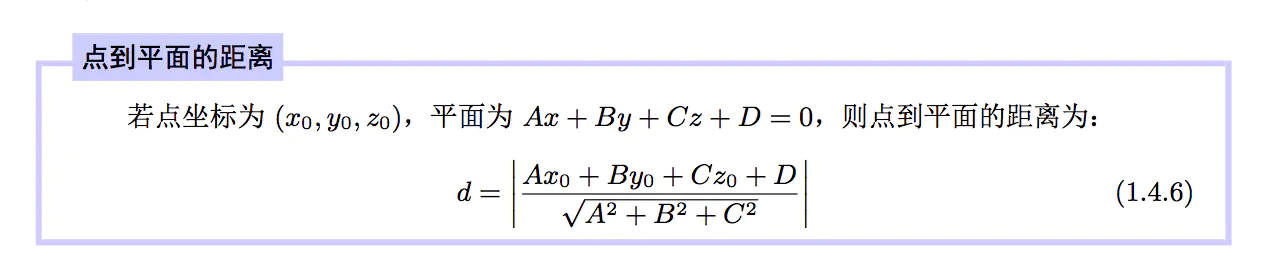 点到平面的距离
若点坐标为 (x₀, y₀, z₀)，平面为 Ax + By + Cz + D = 0，则点到平面的距离为：
d = |\frac{Ax₀ + By₀ + Cz₀ + D}{\sqrt{A² + B² + C²}}| (1.4.6)